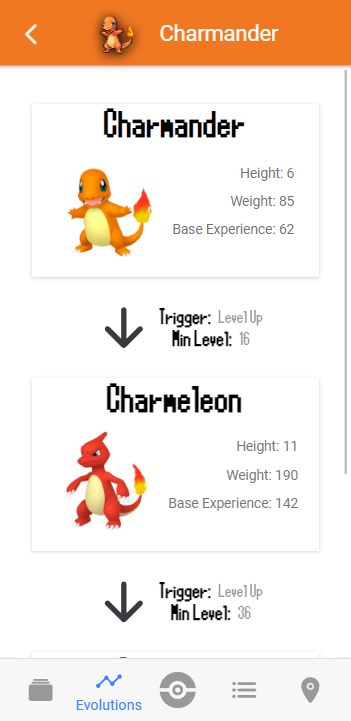 Charmander
Charmander
Height: 6
Weight: 85
Base Experience: 62
Trigger: Level Up
Min Level: 16
Charmeleon
Height: 11
Weight: 190
Base Experience: 142
Trigger: Level Up
Min Level: 36
Evolutions